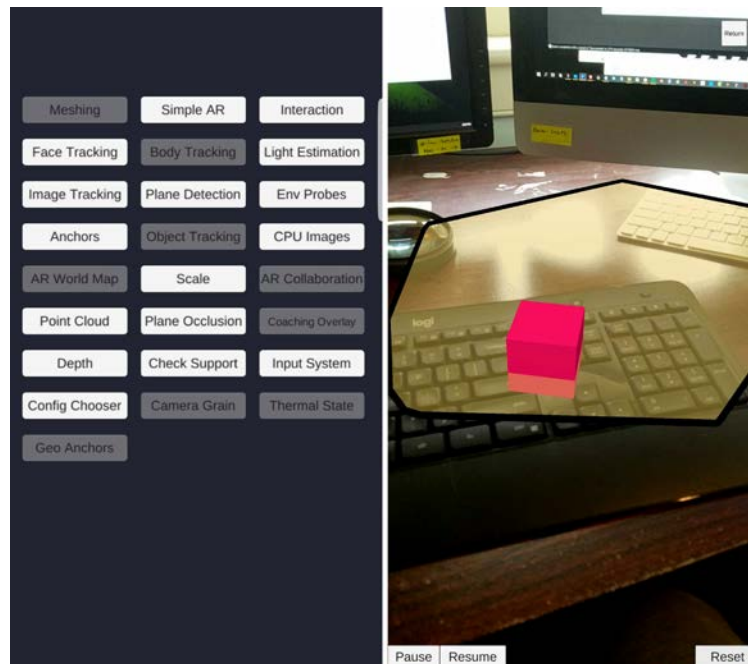 Meshing
Simple AR
Interaction
Face Tracking
Body Tracking
Light Estimation
Image Tracking
Plane Detection
Env Probes
Anchors
Object Tracking
CPU Images
AR World Map
Scale
AR Collaboration
Point Cloud
Plane Occlusion
Coaching Overlay
Depth
Check Support
Input System
Config Chooser
Camera Grain
Thermal State
Geo Anchors
Return
logi
Pause
Resume
Reset